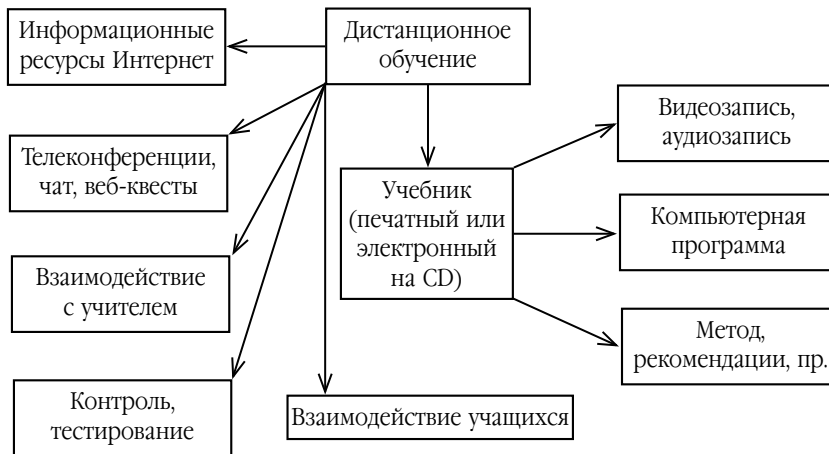 Информационные
ресурсы Интернет
Дистанционное
обучение
Видеозапись,
аудиозапись
Телеконференции,
чат, веб-квесты
Учебник
(печатный или
электронный
на CD)
Компьютерная
программа
Взаимодействие
с учителем
Метод,
рекомендации, пр.
Контроль,
тестирование
Взаимодействие учащихся